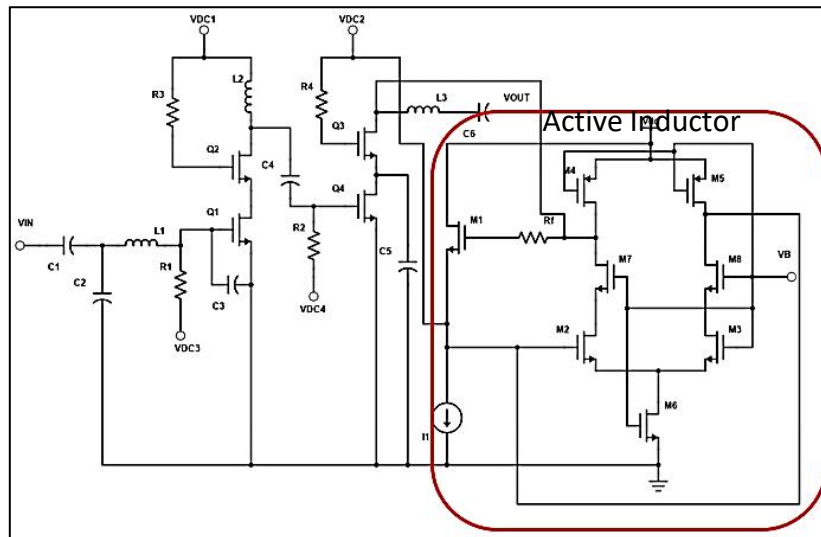 VDC1
VDC2
L2
R3
R4
L3
VOUT
Active Inductor
Q3
C6
Q2
C4
M4
M5
Q4
Q1
VIN
L1
M1
Rf
R2
C5
M7
M8
VB
C1
C2
R1
C3
VDC4
M2
M3
VDC3
M6
I1